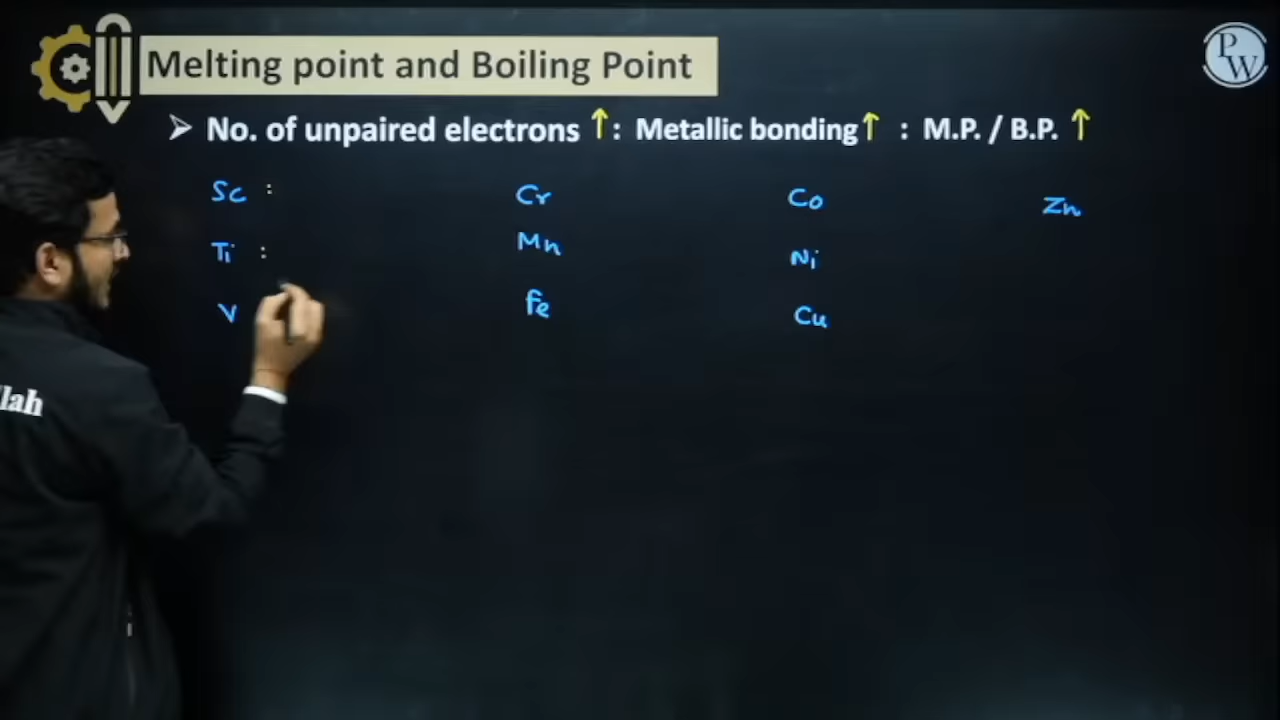 Melting point and Boiling Point
PW
➤ No. of unpaired electrons ↑ : Metallic bonding ↑ : M.P. / B.P. ↑
Sc : Cr Co Zn
Ti : Mn Ni
V Fe Cu
llah